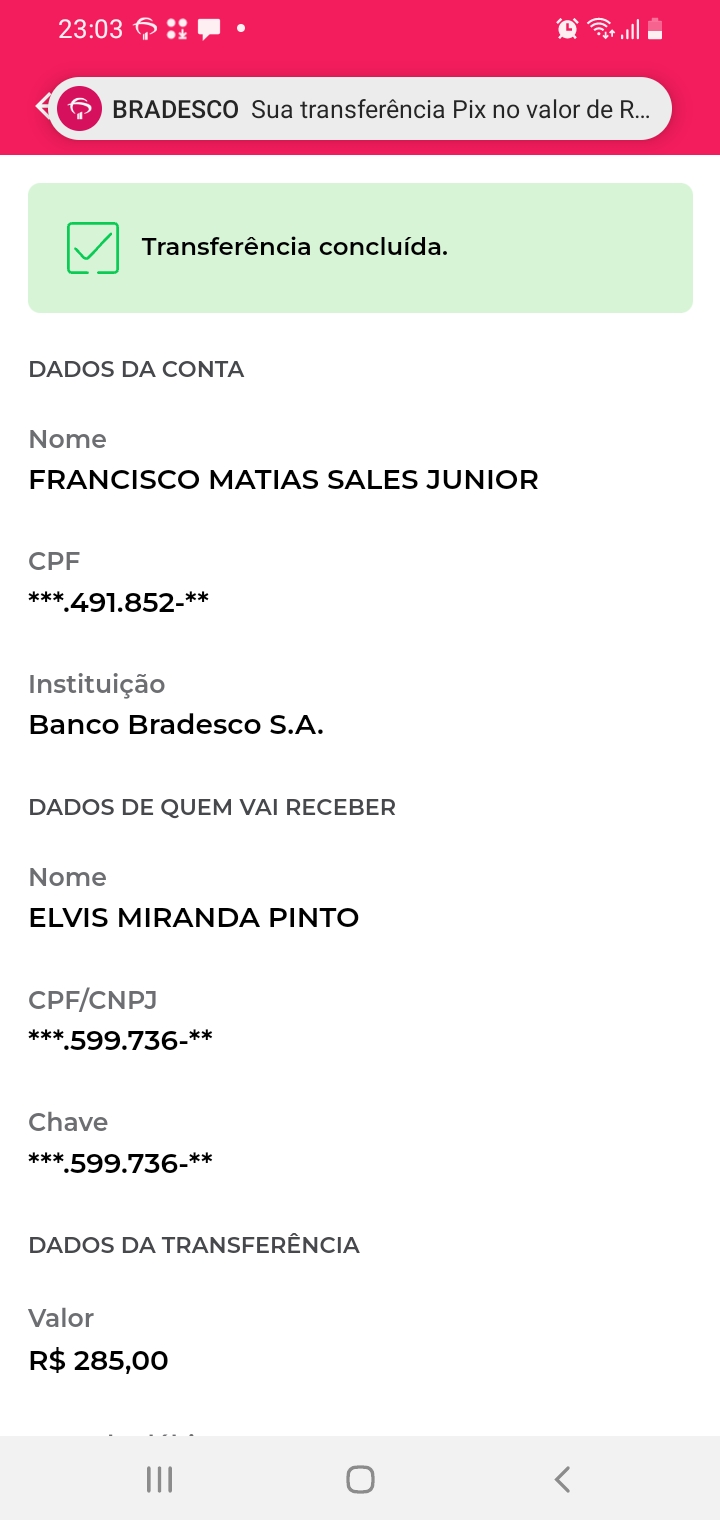 23:03
BRADESCO Sua transferência Pix no valor de R...
Transferência concluída.
DADOS DA CONTA
Nome
FRANCISCO MATIAS SALES JUNIOR
CPF
***.491.852-**
Instituição
Banco Bradesco S.A.
DADOS DE QUEM VAI RECEBER
Nome
ELVIS MIRANDA PINTO
CPF/CNPJ
***.599.736-**
Chave
***.599.736-**
DADOS DA TRANSFERÊNCIA
Valor
R$ 285,00